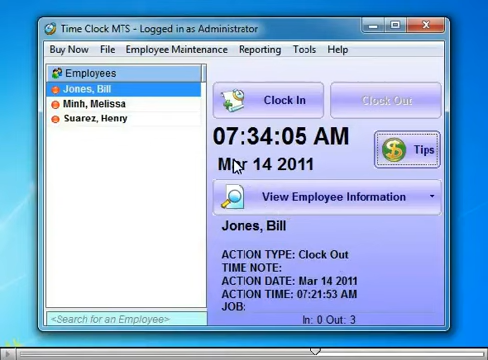 Time Clock MTS - Logged in as Administrator
Buy Now File Employee Maintenance Reporting Tools Help
Employees
Jones, Bill
Minh, Melissa
Suarez, Henry
<Search for an Employee>
Clock In
Clock Out
07:34:05 AM
Mar 14 2011
Tips
View Employee Information
Jones, Bill
ACTION TYPE: Clock Out
TIME NOTE:
ACTION DATE: Mar 14 2011
ACTION TIME: 07:21:53 AM
JOB:
In: 0 Out: 3